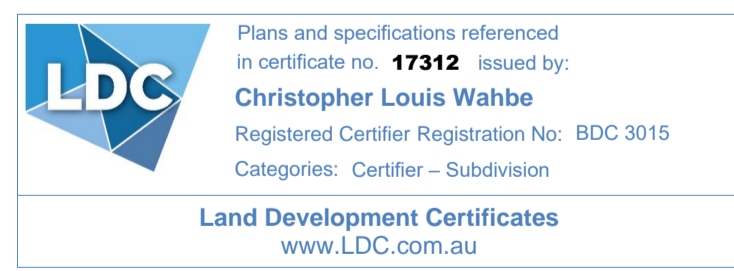 LDC
Plans and specifications referenced
in certificate no. 17312 issued by:
Christopher Louis Wahbe
Registered Certifier Registration No: BDC 3015
Categories: Certifier – Subdivision
Land Development Certificates
www.LDC.com.au